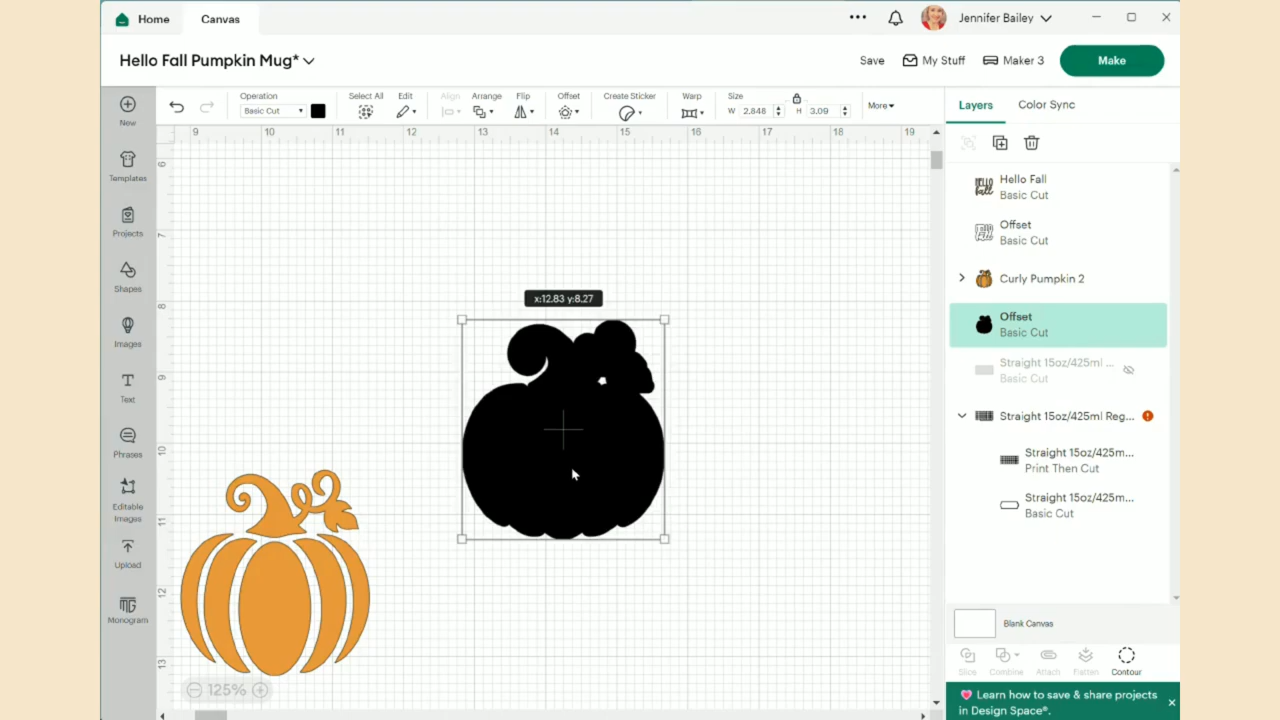 Home
Canvas
Jennifer Bailey
Hello Fall Pumpkin Mug*
Save
My Stuff
Maker 3
Make
New
Templates
Projects
Shapes
Images
Text
Phrases
Editable
Images
Upload
Monogram
Operation
Basic Cut
Select All
Edit
Align
Arrange
Flip
Offset
Create Sticker
Warp
Size
W 2.848
H 3.09
More
9 10 11 12 13 14 15 16 17 18 19
6
7
8
9
10
11
12
13
x:12.83 y:8.27
125%
Layers
Color Sync
Hello Fall
Basic Cut
Offset
Basic Cut
Curly Pumpkin 2
Offset
Basic Cut
Straight 15oz/425ml ...
Basic Cut
Straight 15oz/425ml Reg...
Straight 15oz/425m...
Print Then Cut
Straight 15oz/425m...
Basic Cut
Blank Canvas
Slice
Combine
Attach
Flatten
Contour
Learn how to save & share projects
in Design Space®.